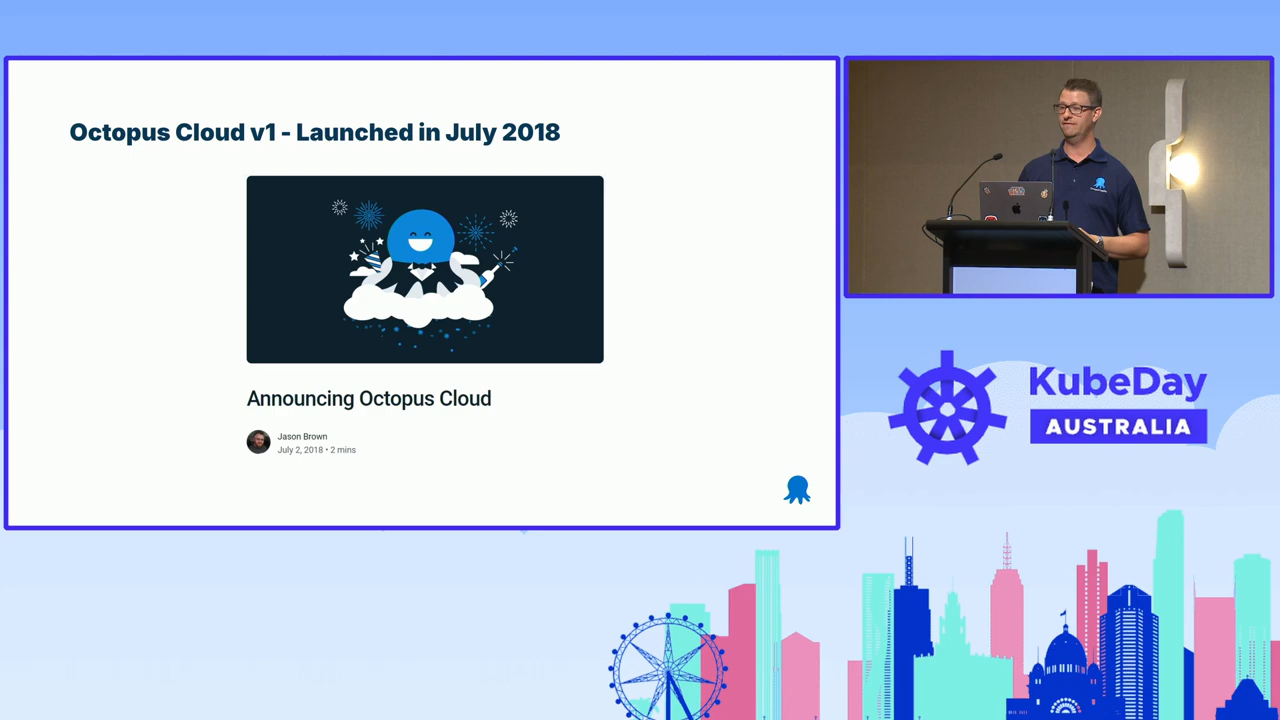 Octopus Cloud v1 - Launched in July 2018
Announcing Octopus Cloud
Jason Brown
July 2, 2018 • 2 mins
KubeDay
AUSTRALIA